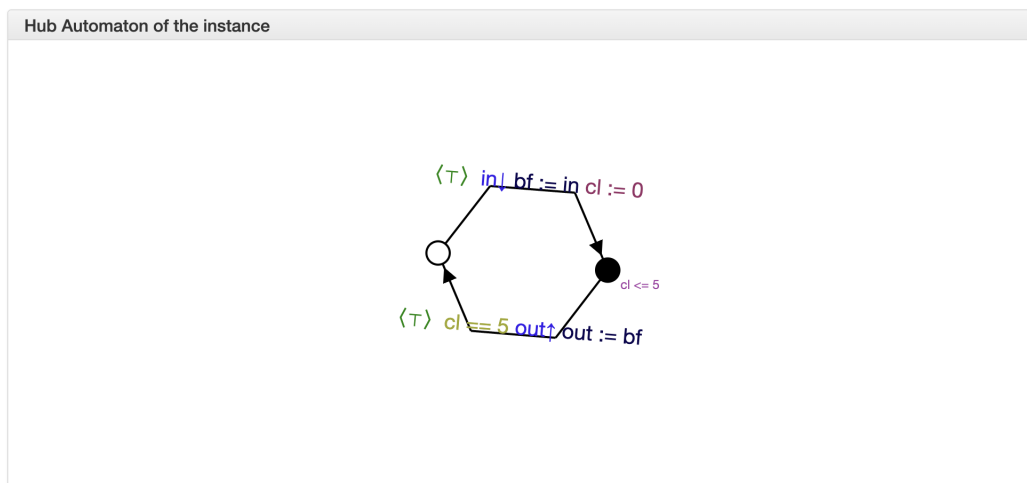 Hub Automaton of the instance
⟨⊤⟩ in↓ bf := in cl := 0
cl <= 5
⟨⊤⟩ cl == 5 out↑ out := bf